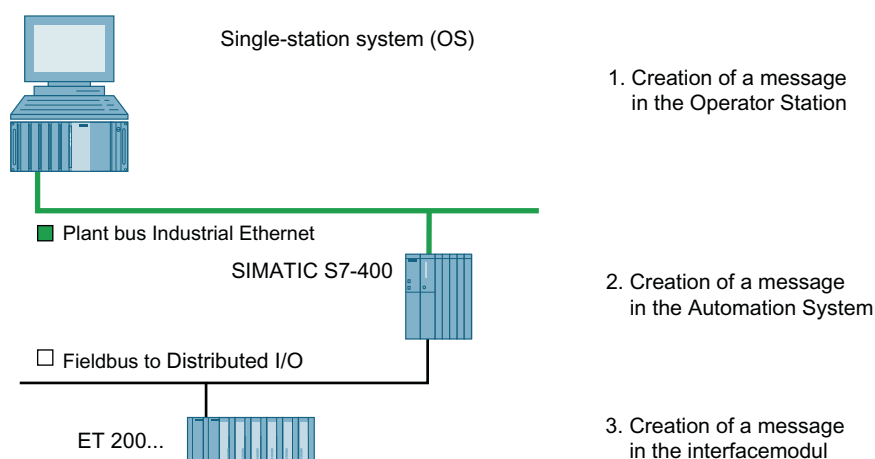 Single-station system (OS)
1. Creation of a message
in the Operator Station
Plant bus Industrial Ethernet
SIMATIC S7-400
2. Creation of a message
in the Automation System
Fieldbus to Distributed I/O
ET 200...
3. Creation of a message
in the interfacemodul